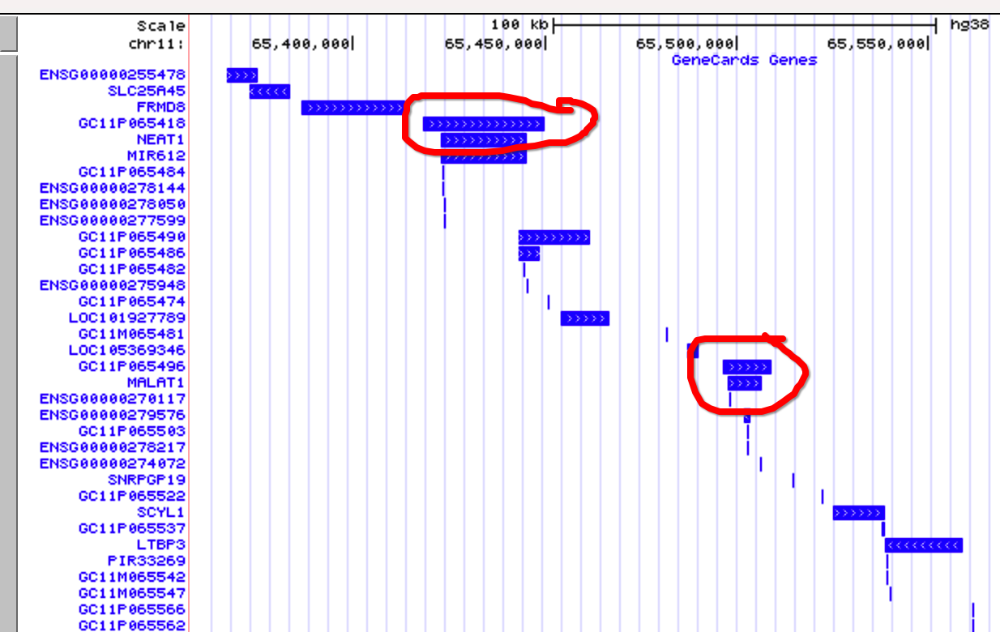 Scale 100 kb hg38
chr11: 65,400,000 65,450,000 65,500,000 65,550,000
GeneCards Genes
ENSG00000255478
SLC25A45
FRMD8
GC11P065418
NEAT1
MIR612
GC11P065484
ENSG00000278144
ENSG00000278050
ENSG00000277599
GC11P065490
GC11P065486
GC11P065482
ENSG00000275948
GC11P065474
LOC101927789
GC11M065481
LOC105369346
GC11P065496
MALAT1
ENSG00000270117
ENSG00000279576
GC11P065503
ENSG00000278217
ENSG00000274072
SNRPGP19
GC11P065522
SCYL1
GC11P065537
LTBP3
PIR33269
GC11M065542
GC11M065547
GC11P065566
GC11P065562